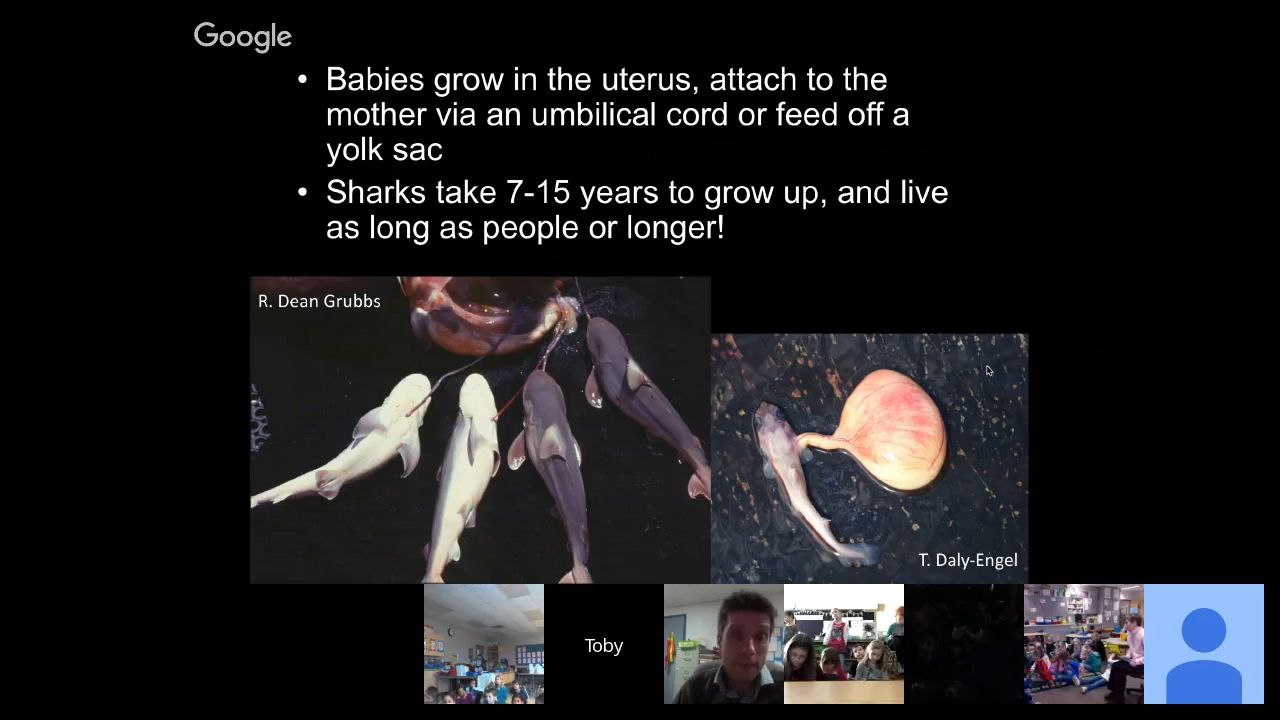 Google
• Babies grow in the uterus, attach to the
mother via an umbilical cord or feed off a
yolk sac
• Sharks take 7-15 years to grow up, and live
as long as people or longer!
R. Dean Grubbs
T. Daly-Engel
Toby